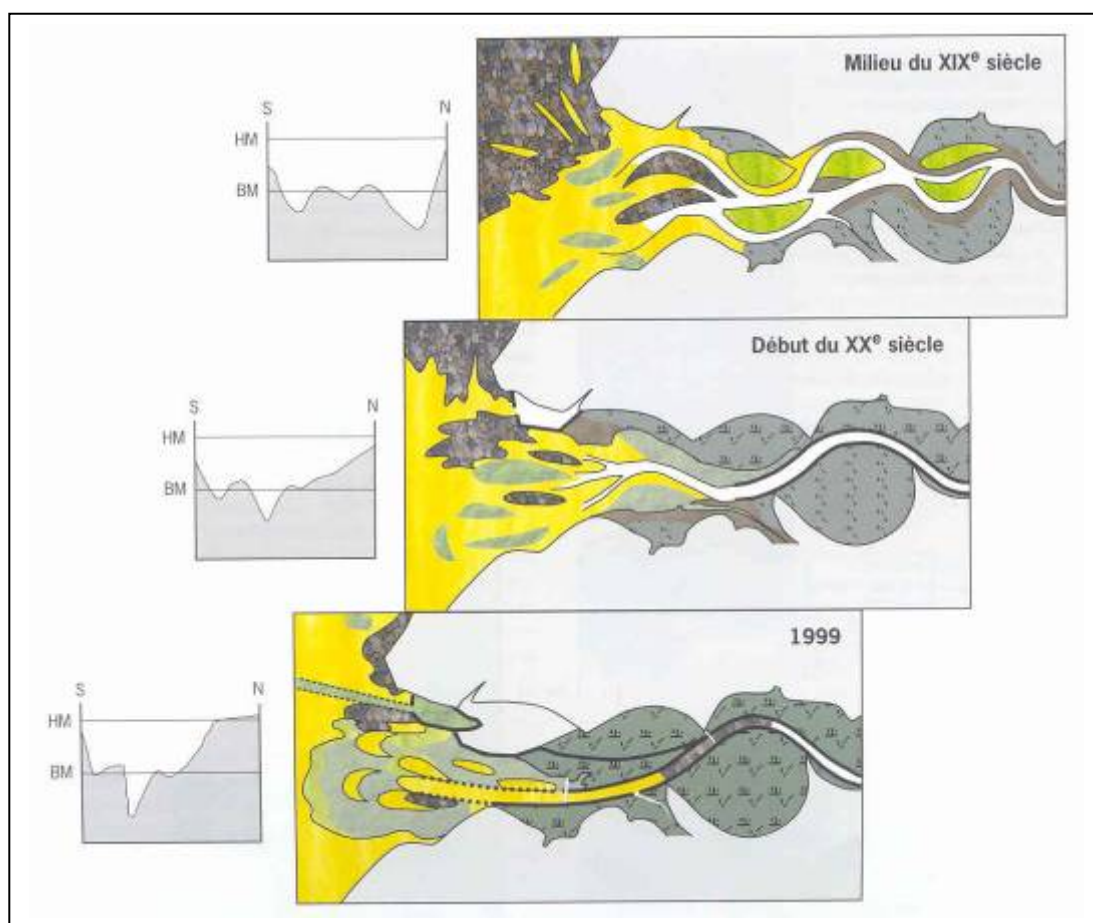 Milieu du XIXe siècle
S N
HM
BM
Début du XXe siècle
S N
HM
BM
1999
S N
HM
BM